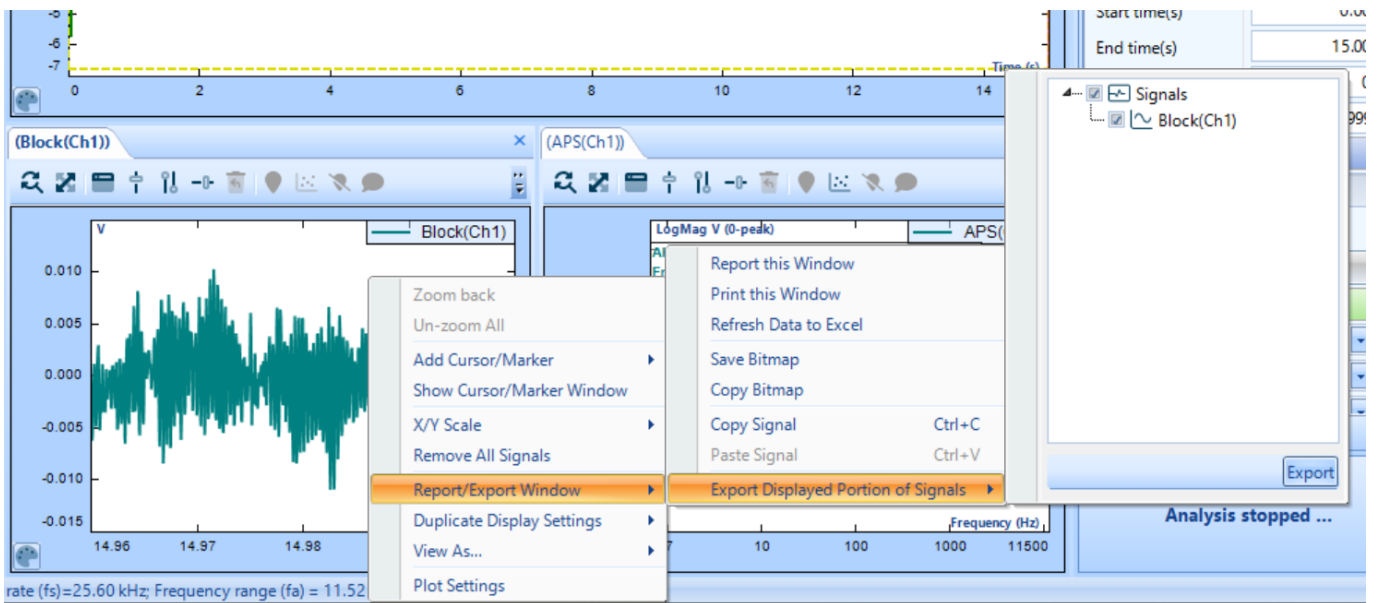 -5
-6
-7
0 2 4 6 8 10 12 14
Time (s)
Start time(s)
End time(s) 15.00
Signals
Block(Ch1)
Export
(Block(Ch1))
(APS(Ch1))
V
Block(Ch1)
0.010
0.005
0.000
-0.005
-0.010
-0.015
14.96 14.97 14.98
LogMag V (0-peak)
APS(
Zoom back
Un-zoom All
Add Cursor/Marker
Show Cursor/Marker Window
X/Y Scale
Remove All Signals
Report/Export Window
Duplicate Display Settings
View As...
Plot Settings
Report this Window
Print this Window
Refresh Data to Excel
Save Bitmap
Copy Bitmap
Copy Signal Ctrl+C
Paste Signal Ctrl+V
Export Displayed Portion of Signals
Frequency (Hz)
10 100 1000 11500
Analysis stopped ...
rate (fs)=25.60 kHz; Frequency range (fa) = 11.52